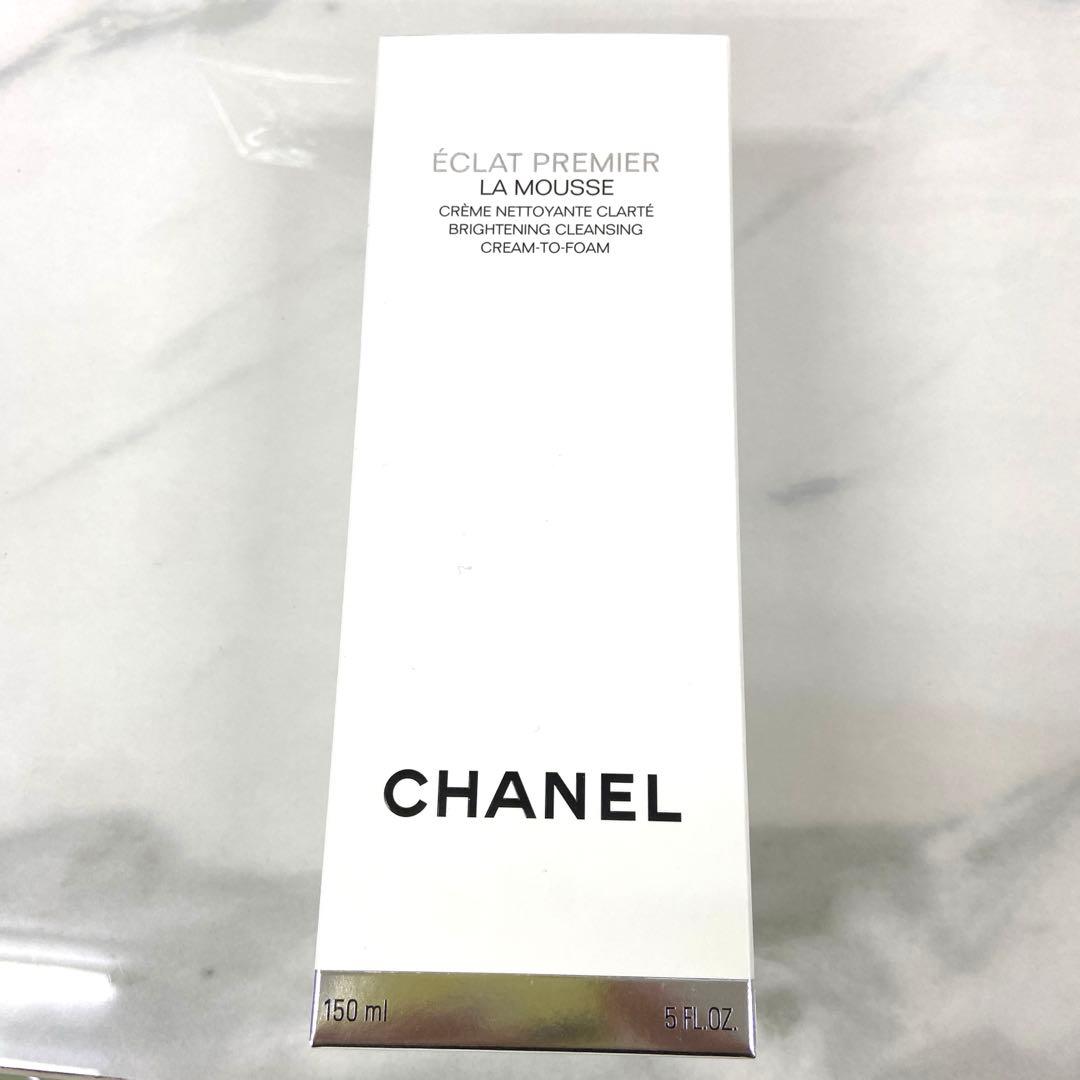 ÉCLAT PREMIER
LA MOUSSE
CRÈME NETTOYANTE CLARTÉ
BRIGHTENING CLEANSING
CREAM-TO-FOAM
CHANEL
150 ml 5 FL.OZ.